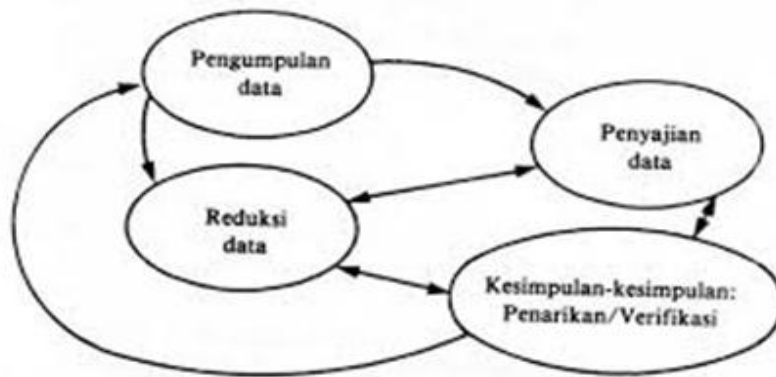 Pengumpulan
data
Penyajian
data
Reduksi
data
Kesimpulan-kesimpulan:
Penarikan/Verifikasi